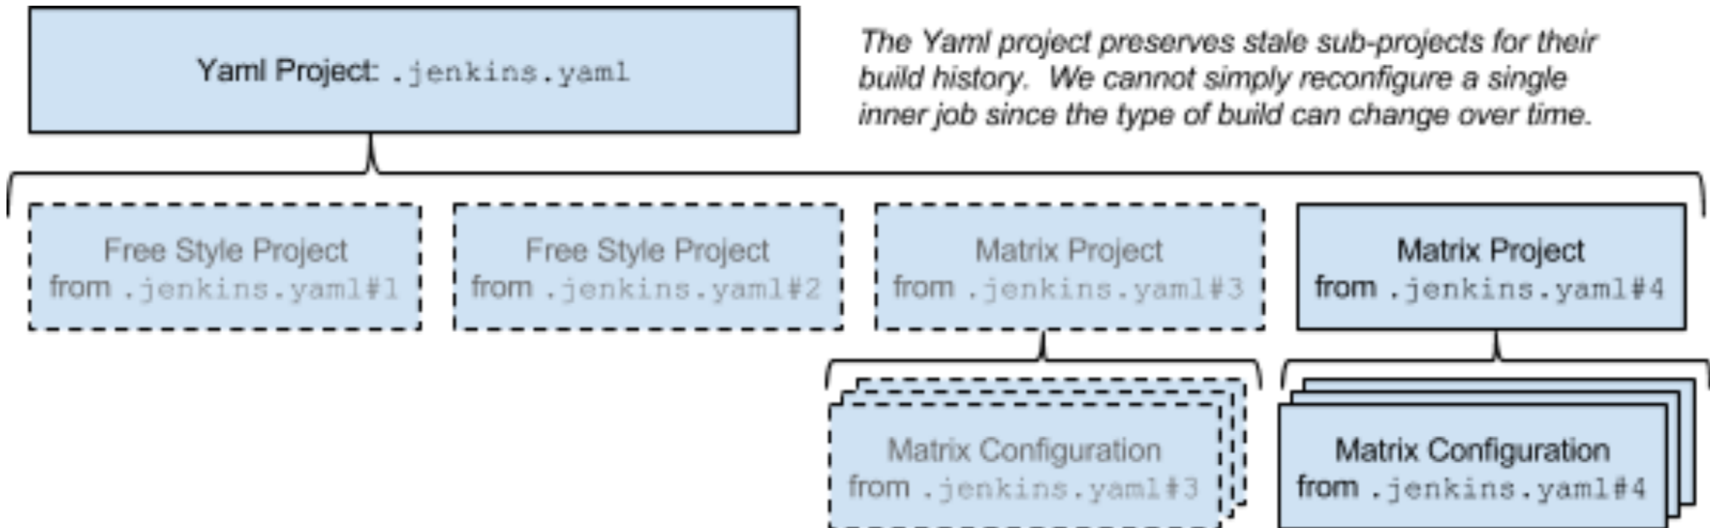 Yaml Project: .jenkins.yaml
The Yaml project preserves stale sub-projects for their
build history. We cannot simply reconfigure a single
inner job since the type of build can change over time.
Free Style Project
from .jenkins.yaml#1
Free Style Project
from .jenkins.yaml#2
Matrix Project
from .jenkins.yaml#3
Matrix Project
from .jenkins.yaml#4
Matrix Configuration
from .jenkins.yaml#3
Matrix Configuration
from .jenkins.yaml#4